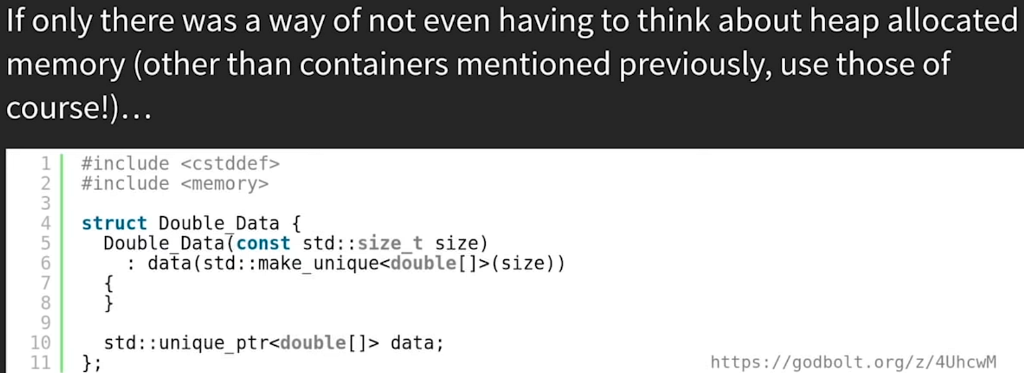 If only there was a way of not even having to think about heap allocated
memory (other than containers mentioned previously, use those of
course!)...
1 #include <cstddef>
2 #include <memory>
3
4 struct Double_Data {
5   Double_Data(const std::size_t size)
6     : data(std::make_unique<double[]>(size))
7   {
8   }
9
10   std::unique_ptr<double[]> data;
11 };
https://godbolt.org/z/4UhcwM